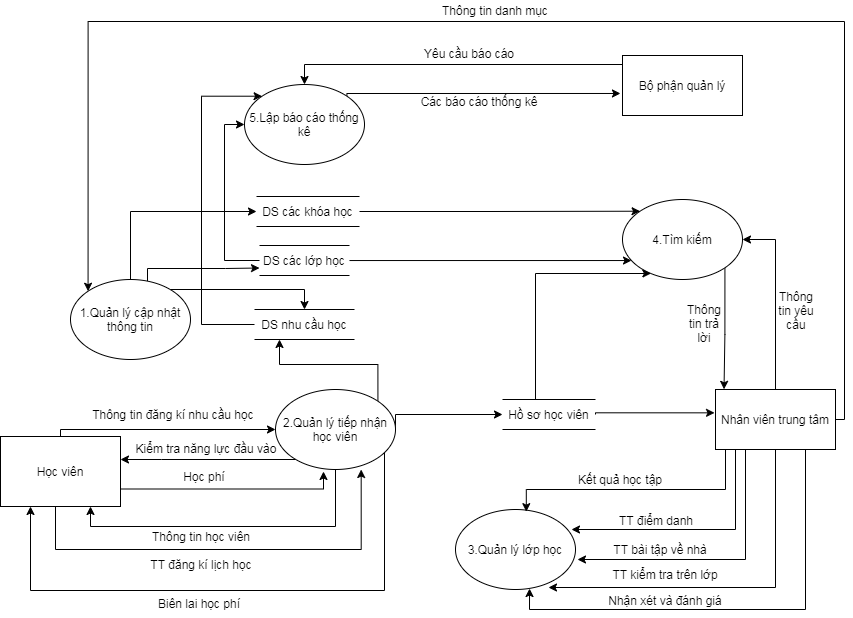 Thông tin danh mục
Yêu cầu báo cáo
Bộ phận quản lý
5.Lập báo cáo thống
kê
Các báo cáo thống kê
DS các khóa học
4.Tìm kiếm
DS các lớp học
1.Quản lý cập nhật
thông tin
DS nhu cầu học
Thông
tin trả
lời
Thông
tin yêu
cầu
Thông tin đăng kí nhu cầu học
2.Quản lý tiếp nhận
học viên
Hồ sơ học viên
Nhân viên trung tâm
Kiểm tra năng lực đầu vào
Học viên
Học phí
Kết quả học tập
Thông tin học viên
TT điểm danh
3.Quản lý lớp học
TT bài tập về nhà
TT đăng kí lịch học
TT kiểm tra trên lớp
Biên lai học phí
Nhận xét và đánh giá